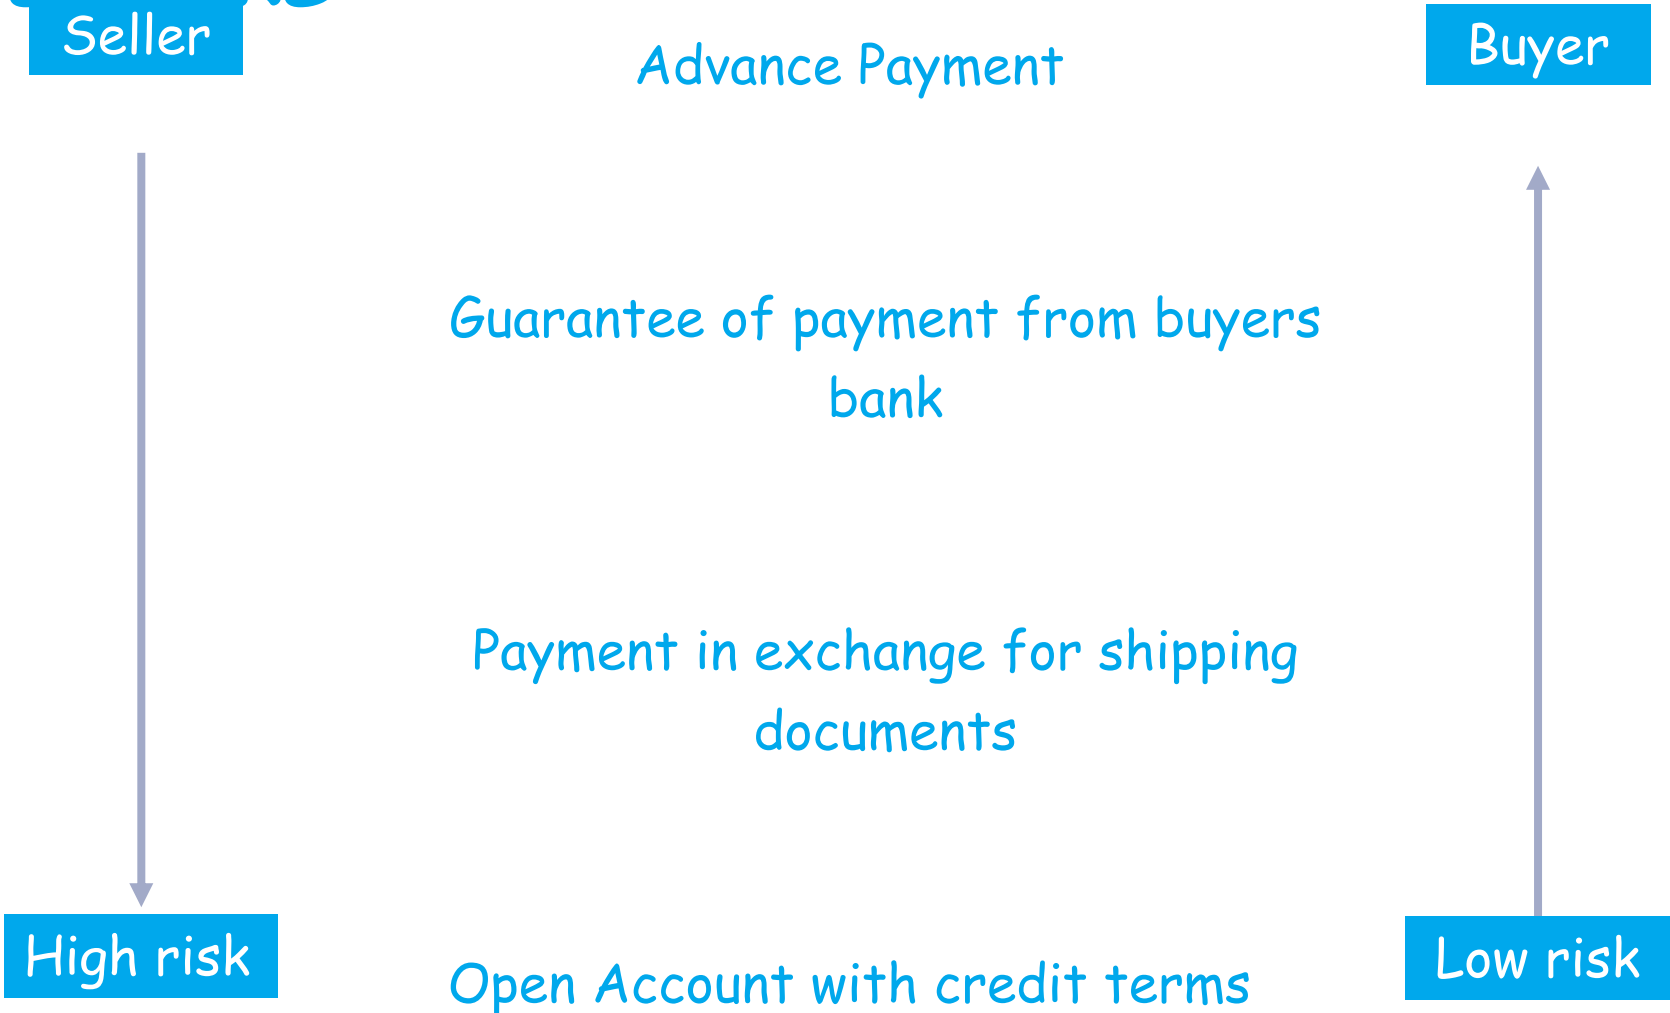 Seller
Buyer
Advance Payment
Guarantee of payment from buyers
bank
Payment in exchange for shipping
documents
High risk
Low risk
Open Account with credit terms